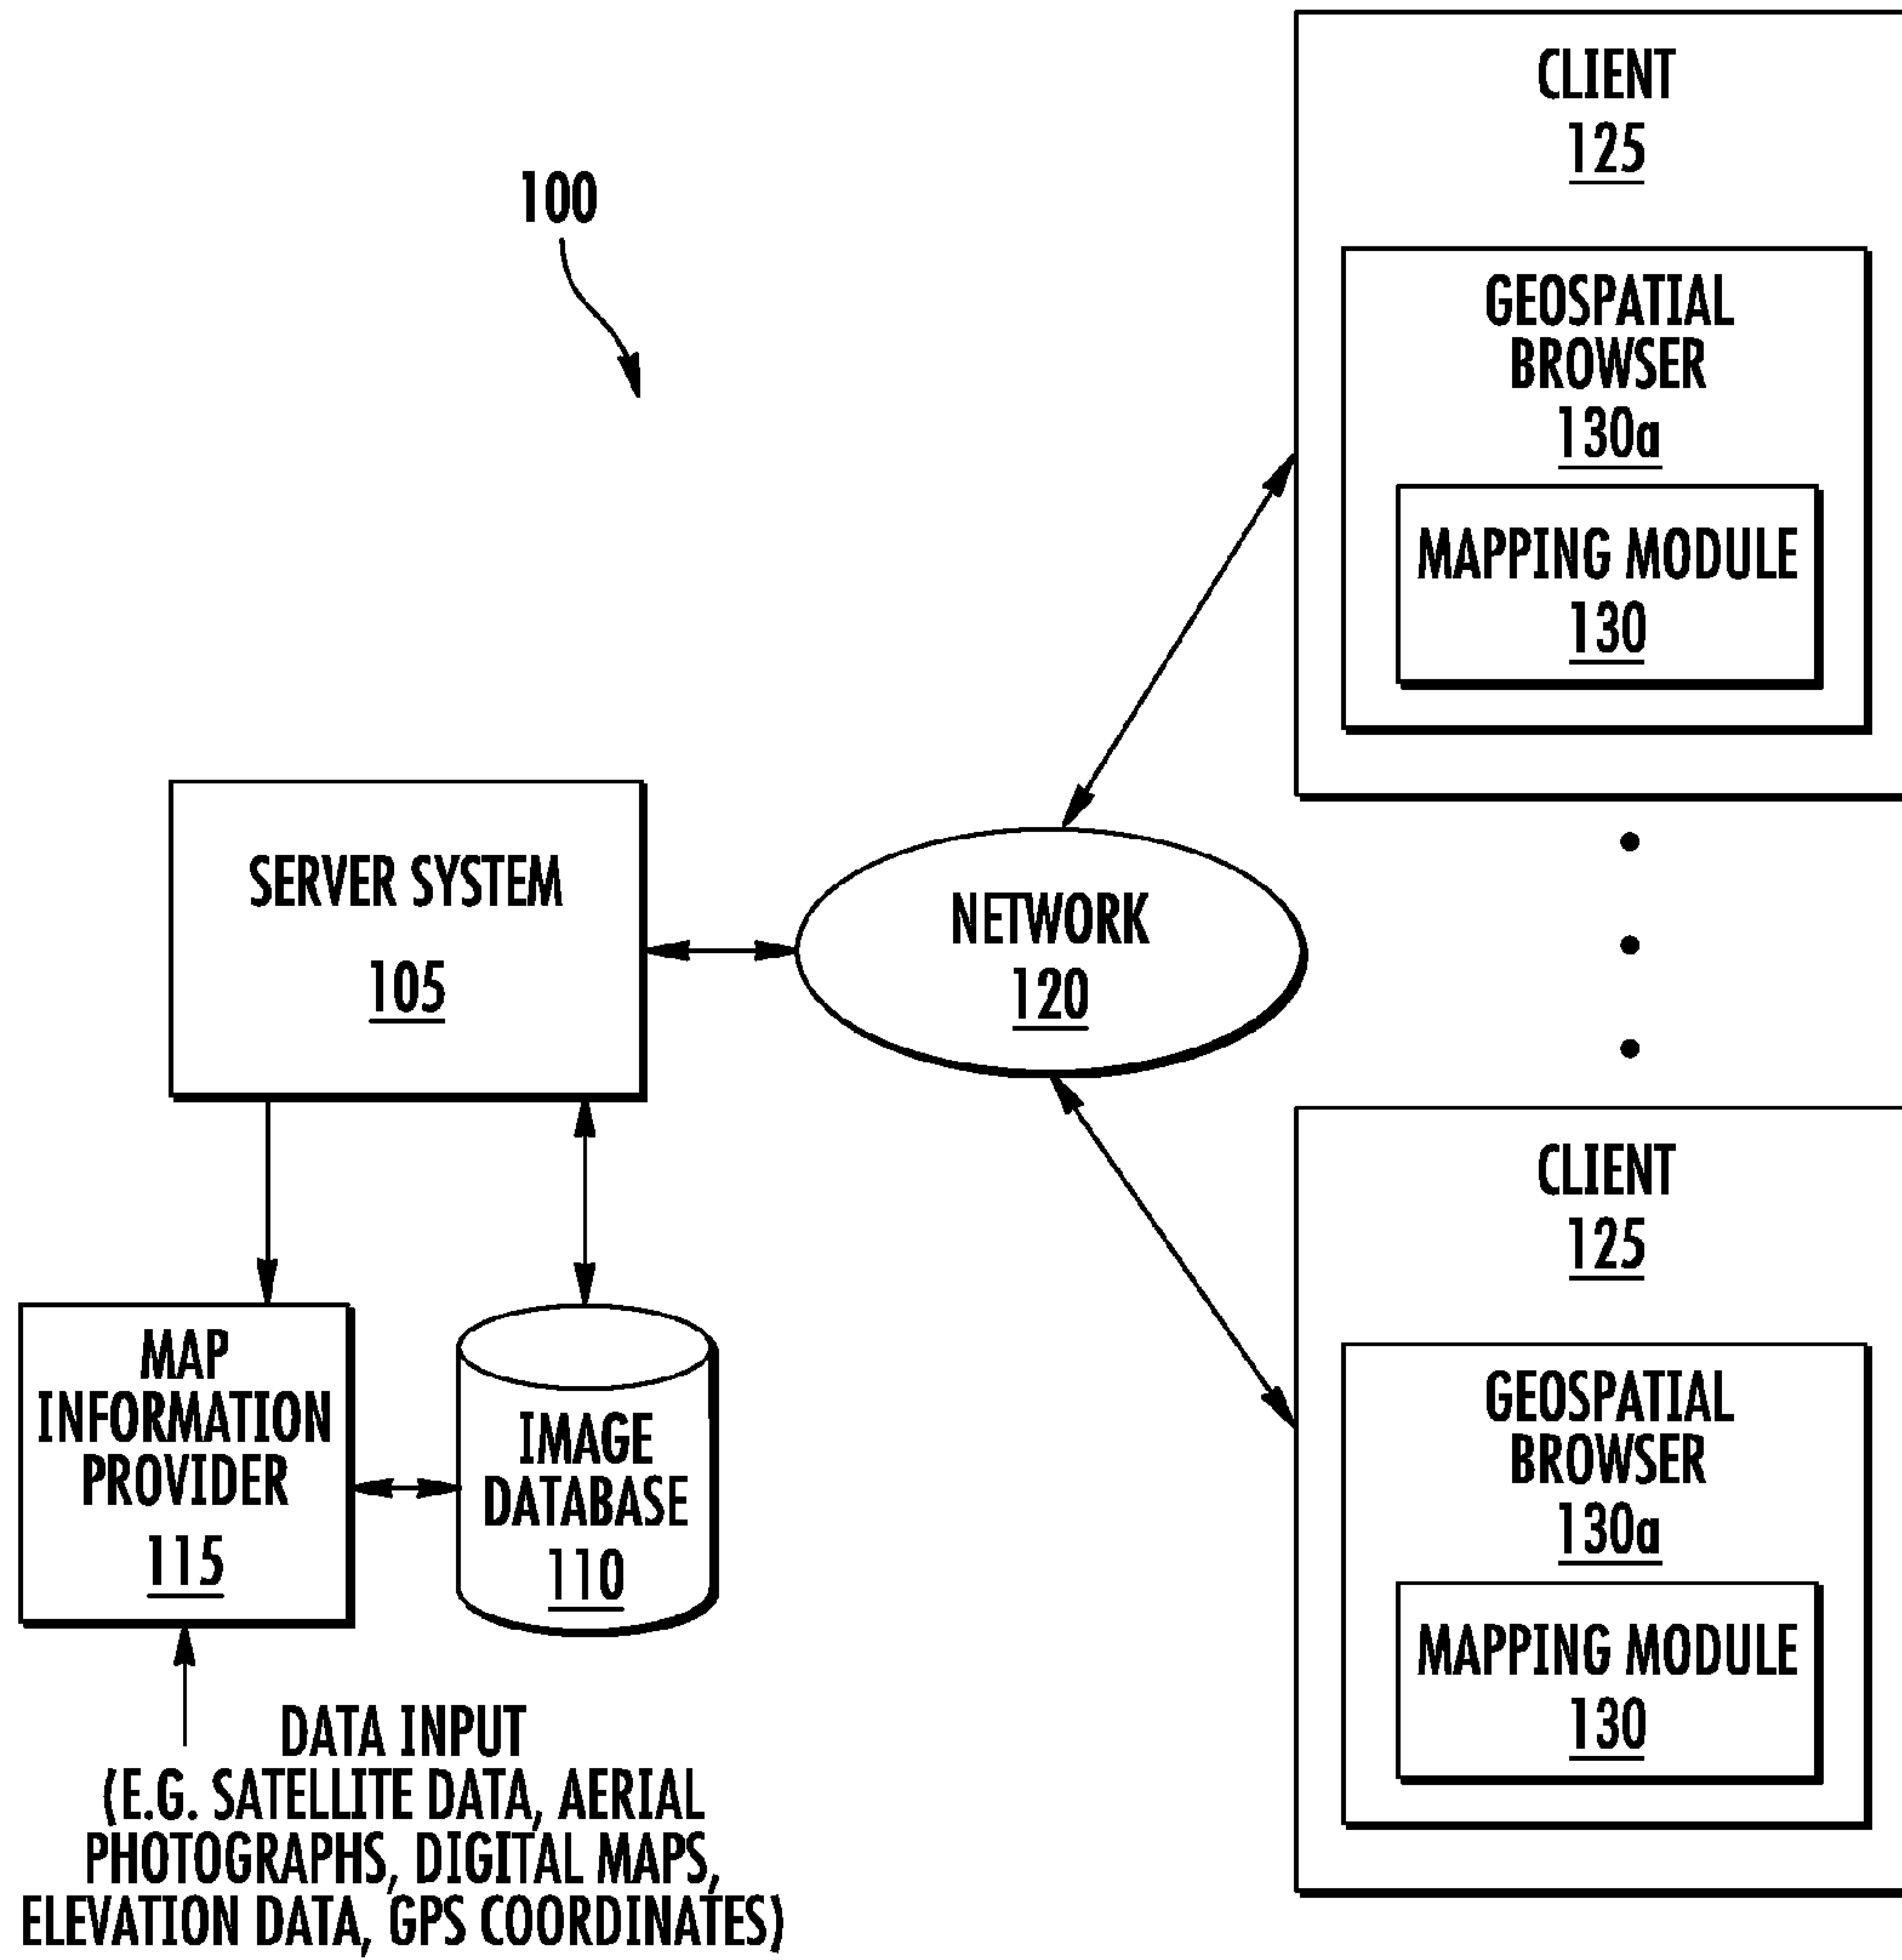 100
CLIENT
125
GEOSPATIAL
BROWSER
130a
MAPPING MODULE
130
SERVER SYSTEM
105
NETWORK
120
CLIENT
125
GEOSPATIAL
BROWSER
130a
MAPPING MODULE
130
MAP
INFORMATION
PROVIDER
115
IMAGE
DATABASE
110
DATA INPUT
(E.G. SATELLITE DATA, AERIAL
PHOTOGRAPHS, DIGITAL MAPS,
ELEVATION DATA, GPS COORDINATES)